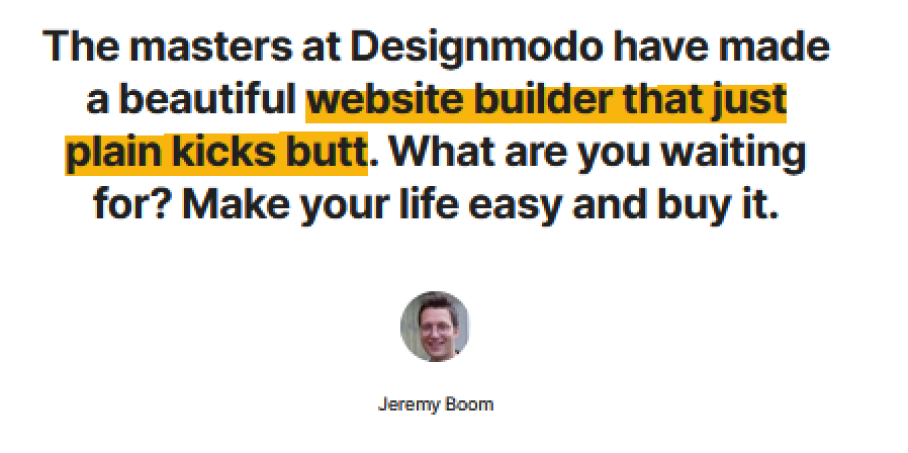 The masters at Designmodo have made
a beautiful website builder that just
plain kicks butt. What are you waiting
for? Make your life easy and buy it.
Jeremy Boom